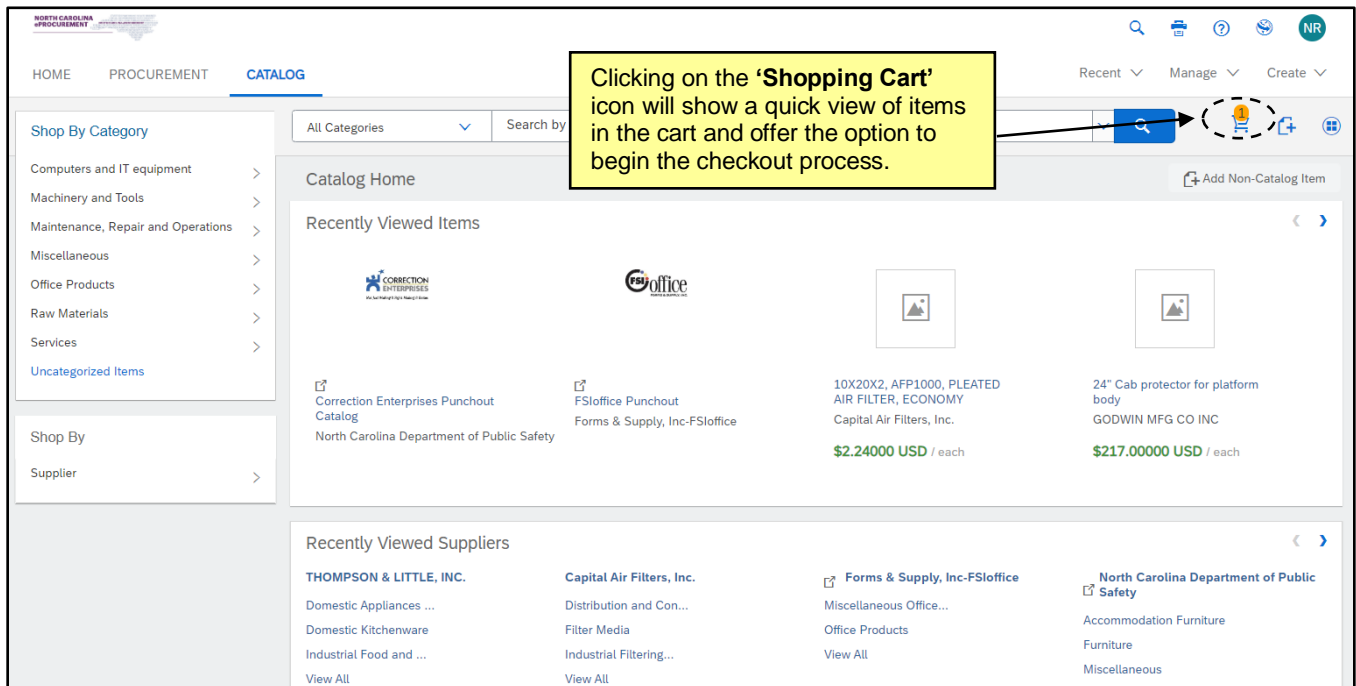 NORTH CAROLINA
ePROCUREMENT
NR
HOME PROCUREMENT CATALOG
Recent Manage Create
Clicking on the ‘Shopping Cart’
icon will show a quick view of items
in the cart and offer the option to
begin the checkout process.
All Categories
Search by
1
Shop By Category
Computers and IT equipment
Machinery and Tools
Maintenance, Repair and Operations
Miscellaneous
Office Products
Raw Materials
Services
Uncategorized Items
Shop By
Supplier
Catalog Home
Add Non-Catalog Item
Recently Viewed Items
CORRECTION
ENTERPRISES
Correction Enterprises Punchout
Catalog
North Carolina Department of Public Safety
FSI office
FSIoffice Punchout
Forms & Supply, Inc-FSIoffice
10X20X2, AFP1000, PLEATED
AIR FILTER, ECONOMY
Capital Air Filters, Inc.
$2.24000 USD / each
24" Cab protector for platform
body
GODWIN MFG CO INC
$217.00000 USD / each
Recently Viewed Suppliers
THOMPSON & LITTLE, INC.
Domestic Appliances ...
Domestic Kitchenware
Industrial Food and ...
View All
Capital Air Filters, Inc.
Distribution and Con...
Filter Media
Industrial Filtering...
View All
Forms & Supply, Inc-FSIoffice
Miscellaneous Office...
Office Products
View All
North Carolina Department of Public
Safety
Accommodation Furniture
Furniture
Miscellaneous